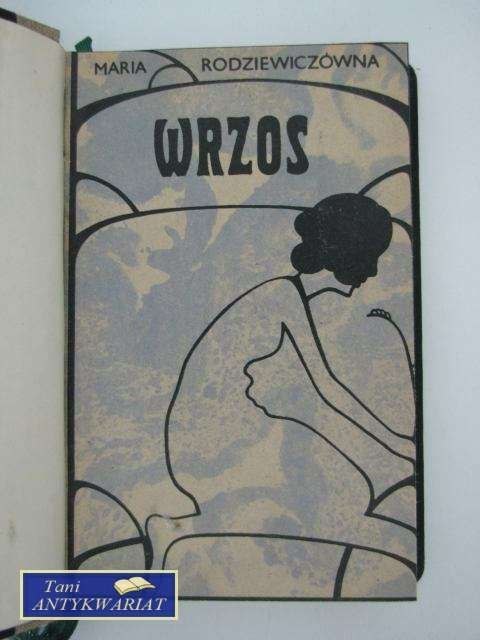 MARIA RODZIEWICZÓWNA
WRZOS
Tani
ANTYKWARIAT